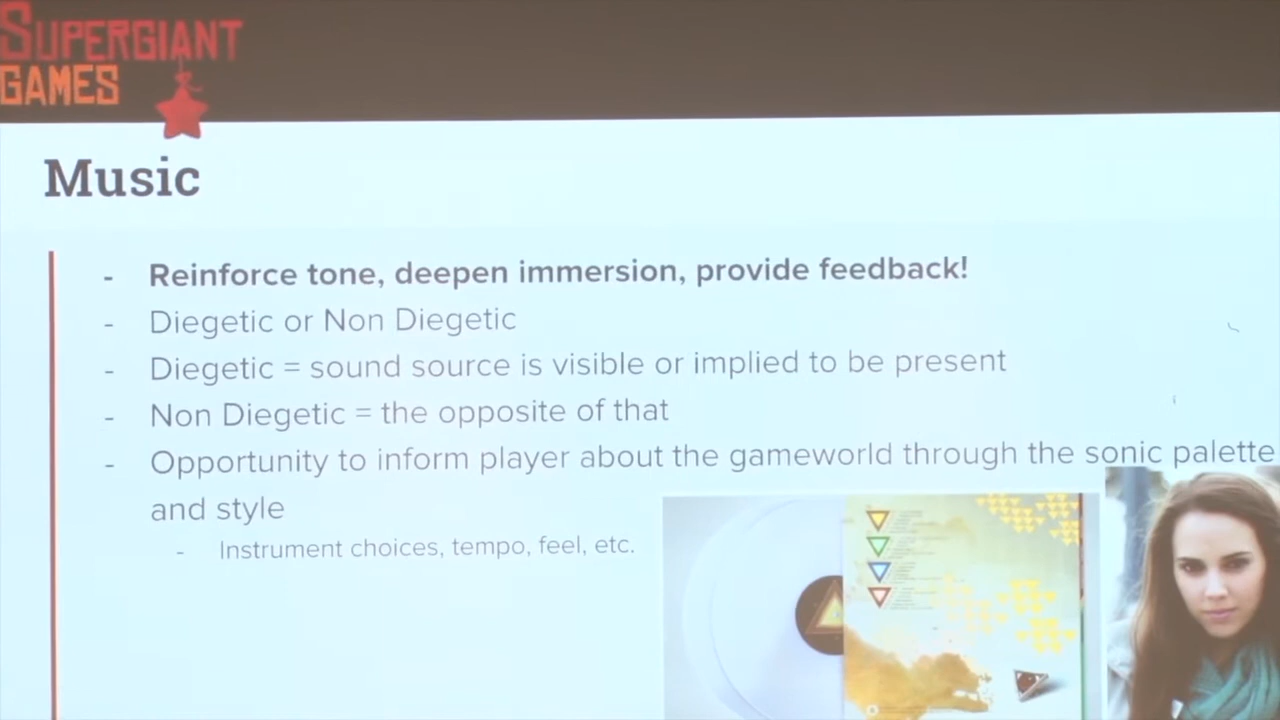 SUPERGIANT
GAMES
Music
- Reinforce tone, deepen immersion, provide feedback!
- Diegetic or Non Diegetic
- Diegetic = sound source is visible or implied to be present
- Non Diegetic = the opposite of that
- Opportunity to inform player about the gameworld through the sonic palette
and style
- Instrument choices, tempo, feel, etc.